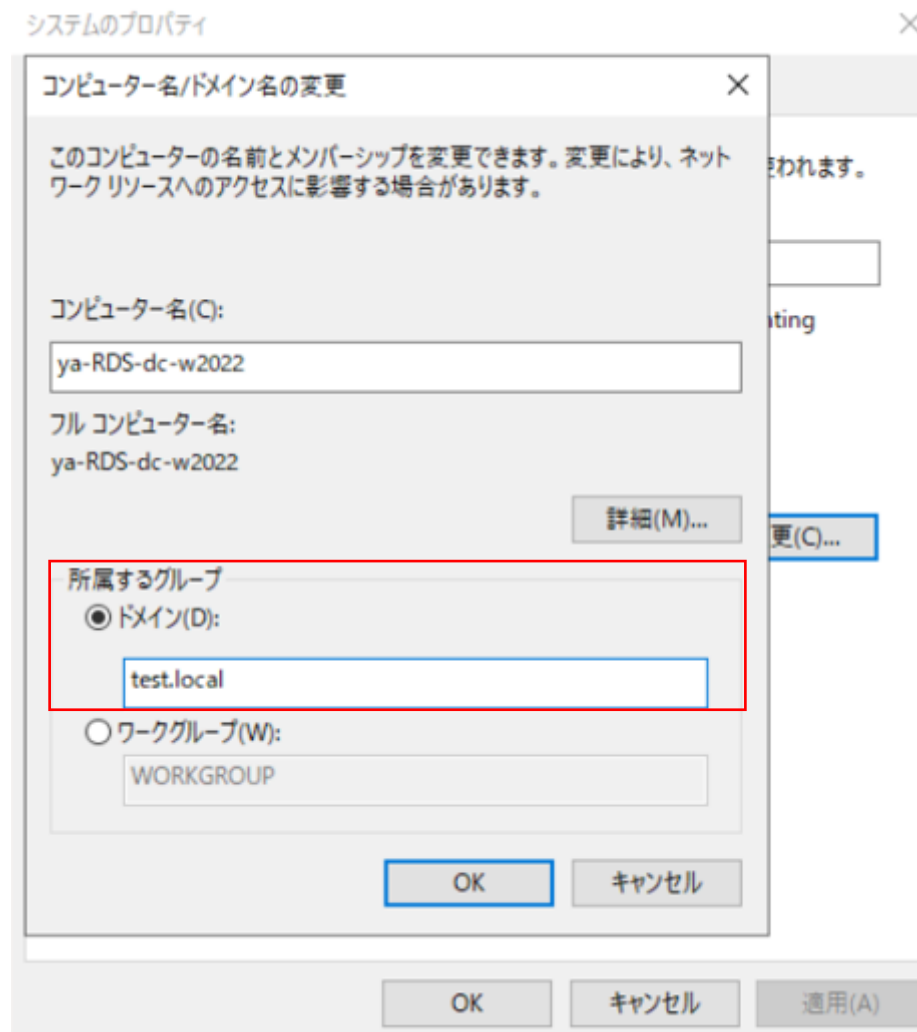 システムのプロパティ
コンピューター名/ドメイン名の変更
このコンピューターの名前とメンバーシップを変更できます。変更により、ネット
ワーク リソースへのアクセスに影響する場合があります。
使われます。
コンピューター名(C):
ya-RDS-dc-w2022
ating
フル コンピューター名:
ya-RDS-dc-w2022
詳細(M)...
更(C)...
所属するグループ
ドメイン(D):
test.local
ワークグループ(W):
WORKGROUP
OK
キャンセル
OK
キャンセル
適用(A)